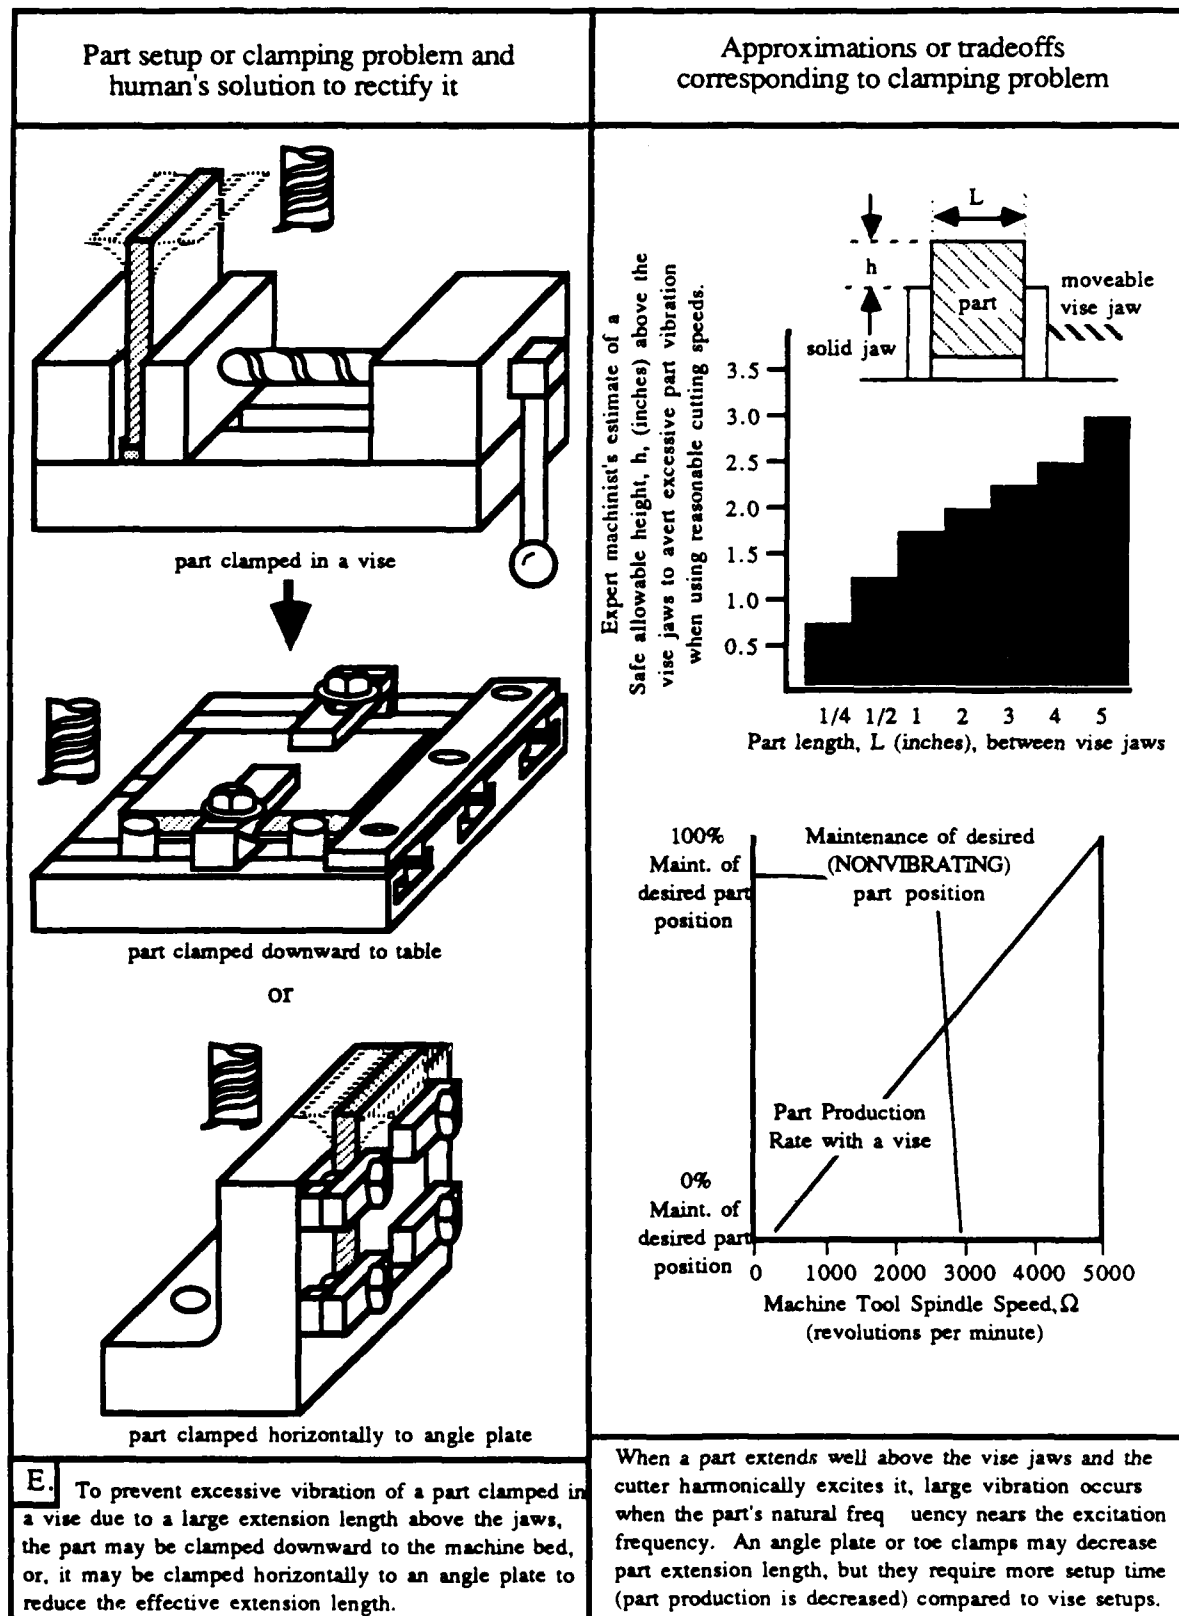 Part setup or clamping problem and
human's solution to rectify it
part clamped in a vise
part clamped downward to table
or
part clamped horizontally to angle plate
E. To prevent excessive vibration of a part clamped in
a vise due to a large extension length above the jaws,
the part may be clamped downward to the machine bed,
or, it may be clamped horizontally to an angle plate to
reduce the effective extension length.
Approximations or tradeoffs
corresponding to clamping problem
L
h
part
moveable
vise jaw
solid jaw
Expert machinist's estimate of a
Safe allowable height, h, (inches) above the
vise jaws to avert excessive part vibration
when using reasonable cutting speeds.
3.5
3.0
2.5
2.0
1.5
1.0
0.5
1/4 1/2 1 2 3 4 5
Part length, L (inches), between vise jaws
100%
Maint. of
desired part
position
Maintenance of desired
(NONVIBRATING)
part position
Part Production
Rate with a vise
0%
Maint. of
desired part
position
0 1000 2000 3000 4000 5000
Machine Tool Spindle Speed, Ω
(revolutions per minute)
When a part extends well above the vise jaws and the
cutter harmonically excites it, large vibration occurs
when the part's natural freq uency nears the excitation
frequency. An angle plate or toe clamps may decrease
part extension length, but they require more setup time
(part production is decreased) compared to vise setups.